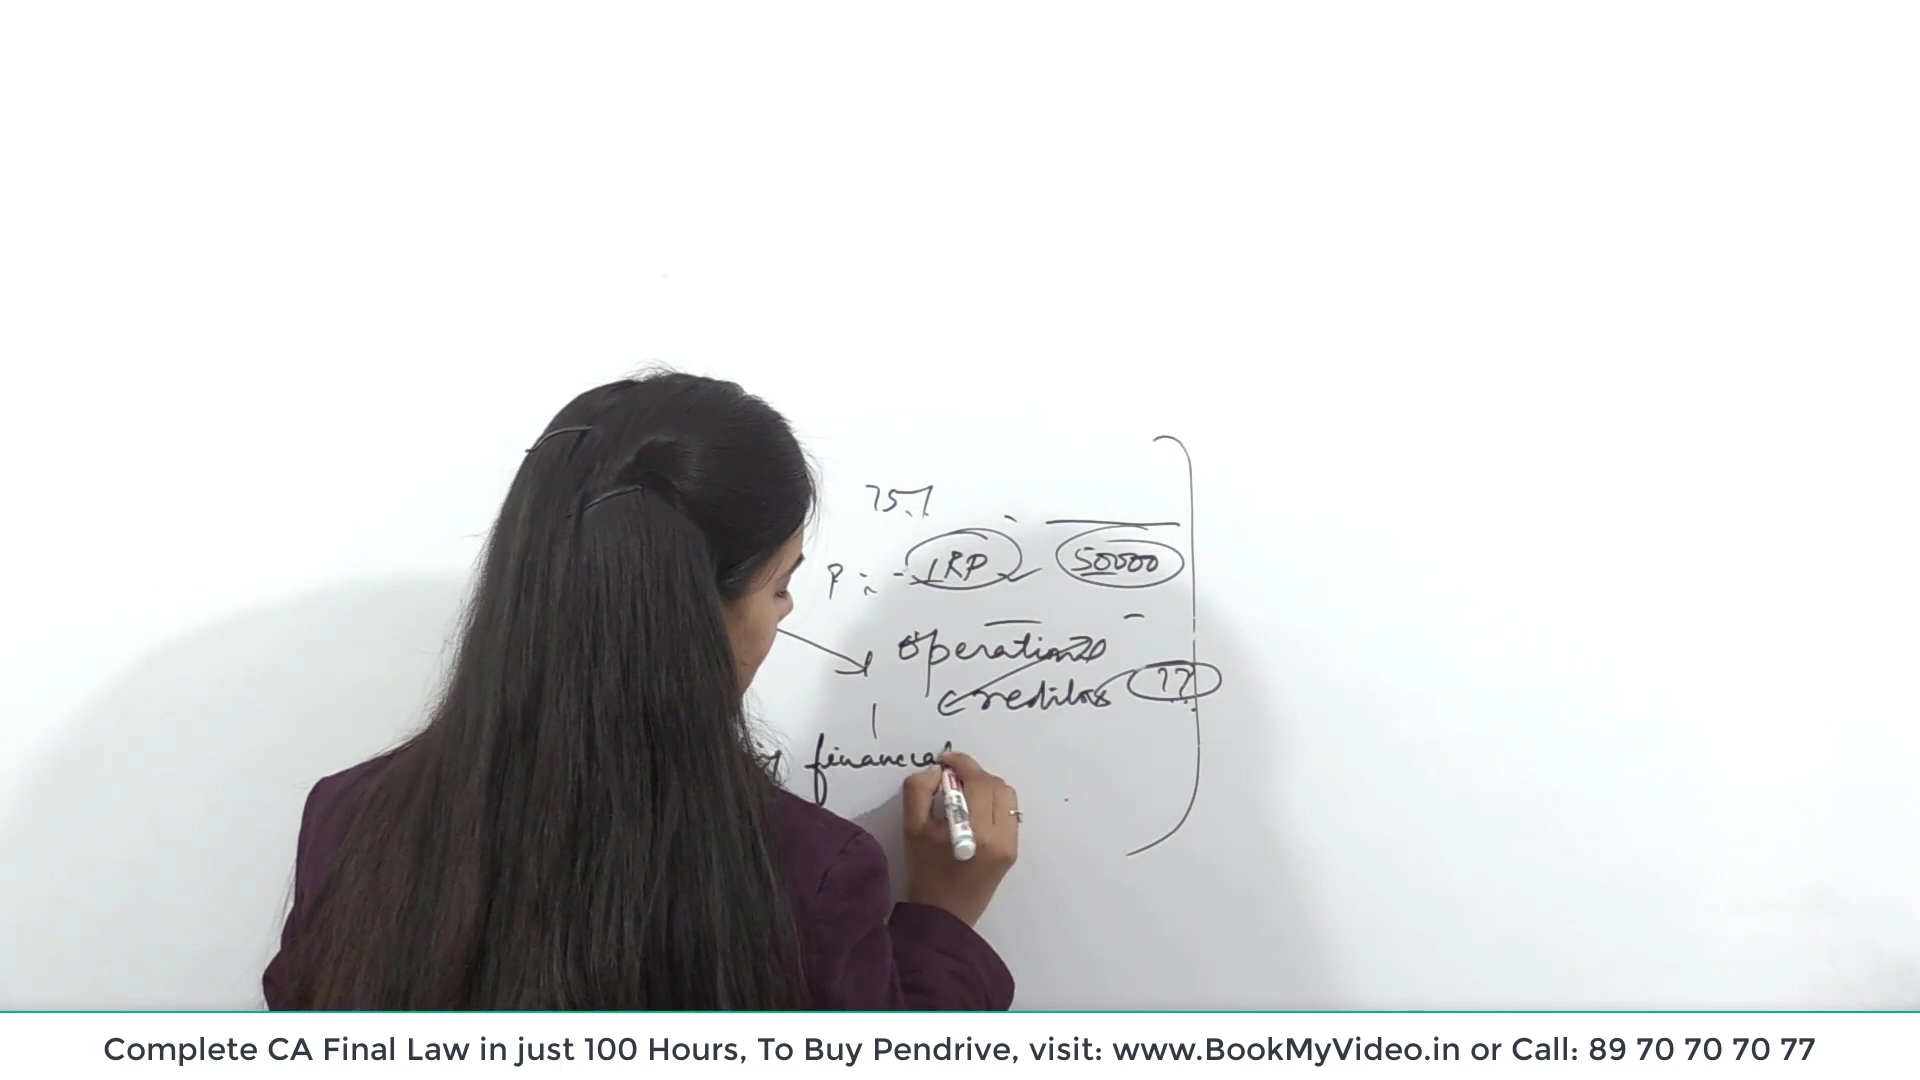 75%
P :- IRP 50000
operational
creditors ??
financial
Complete CA Final Law in just 100 Hours, To Buy Pendrive, visit: www.BookMyVideo.in or Call: 89 70 70 70 77